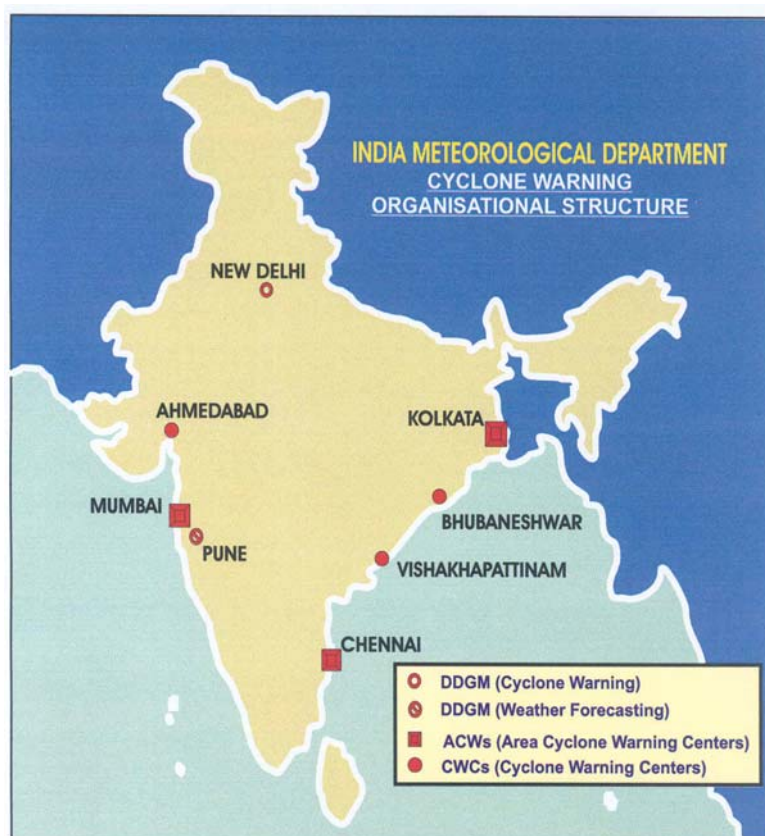 INDIA METEOROLOGICAL DEPARTMENT
CYCLONE WARNING
ORGANISATIONAL STRUCTURE
NEW DELHI
AHMEDABAD
KOLKATA
MUMBAI
BHUBANESHWAR
PUNE
VISHAKHAPATTINAM
CHENNAI
DDGM (Cyclone Warning)
DDGM (Weather Forecasting)
ACWs (Area Cyclone Warning Centers)
CWCs (Cyclone Warning Centers)